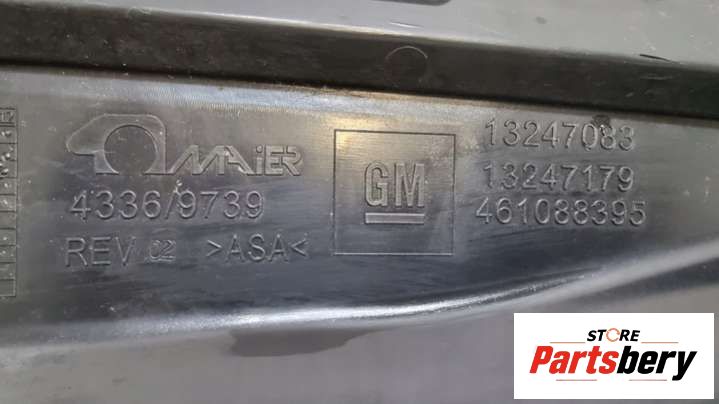 MAiER
4336/9739
REV 02 >ASA<
GM
13247083
13247179
461088395
STORE
Partsbery